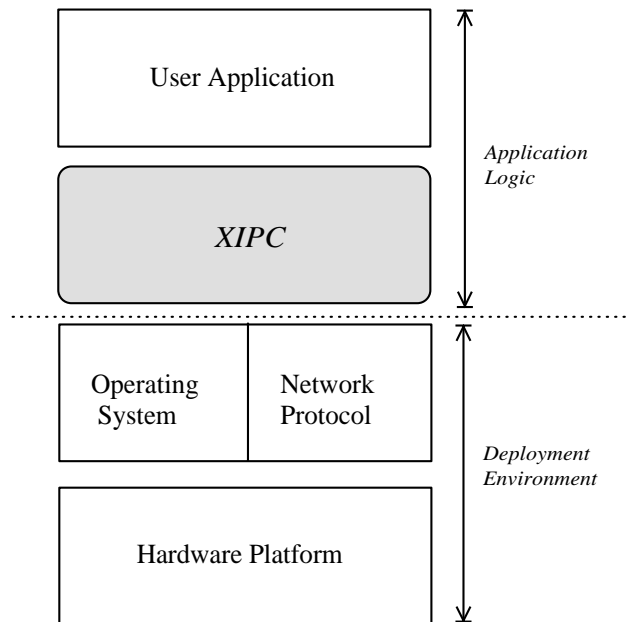 User Application
Application
Logic
XIPC
Operating
System
Network
Protocol
Deployment
Environment
Hardware Platform